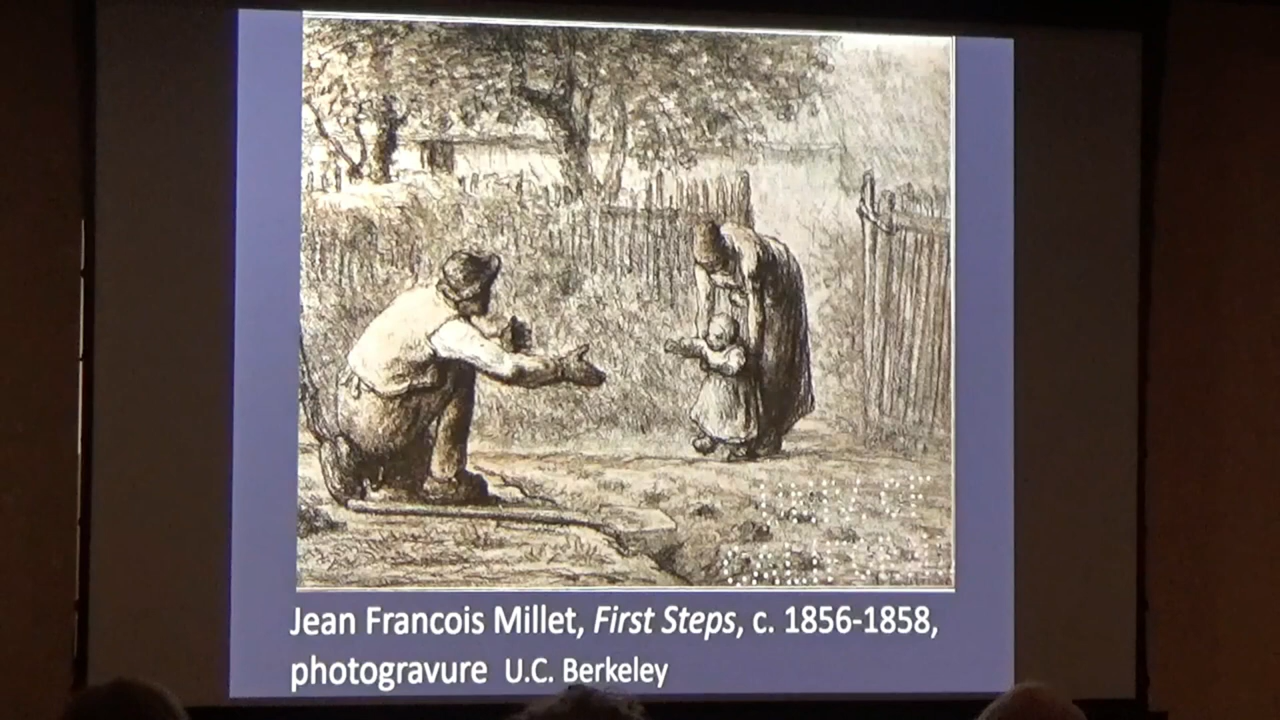 Jean Francois Millet, First Steps, c. 1856-1858,
photogravure U.C. Berkeley